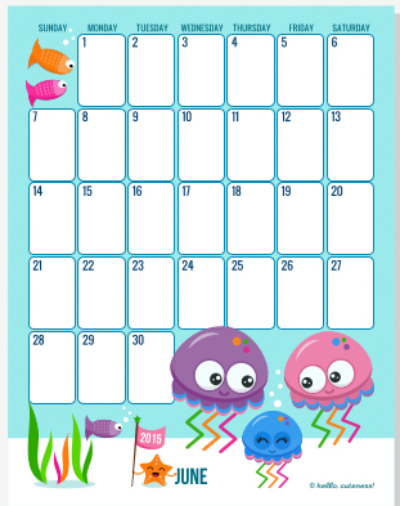 SUNDAY MONDAY TUESDAY WEDNESDAY THURSDAY FRIDAY SATURDAY
1 2 3 4 5 6
7 8 9 10 11 12 13
14 15 16 17 18 19 20
21 22 23 24 25 26 27
28 29 30
2015
JUNE
© hello, cuteness!